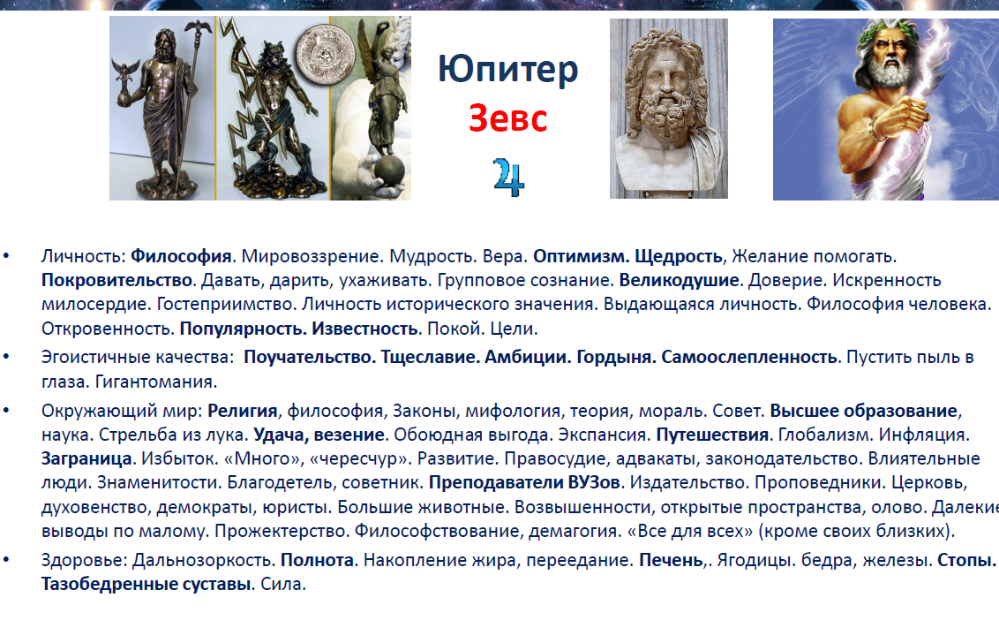 Юпитер
Зевс
♃
• Личность: Философия. Мировоззрение. Мудрость. Вера. Оптимизм. Щедрость, Желание помогать.
Покровительство. Давать, дарить, ухаживать. Групповое сознание. Великодушие. Доверие. Искренность
милосердие. Гостеприимство. Личность исторического значения. Выдающаяся личность. Философия человека.
Откровенность. Популярность. Известность. Покой. Цели.
• Эгоистичные качества: Поучательство. Тщеславие. Амбиции. Гордыня. Самоослепленность. Пустить пыль в
глаза. Гигантомания.
• Окружающий мир: Религия, философия, Законы, мифология, теория, мораль. Совет. Высшее образование,
наука. Стрельба из лука. Удача, везение. Обоюдная выгода. Экспансия. Путешествия. Глобализм. Инфляция.
Заграница. Избыток. «Много», «чересчур». Развитие. Правосудие, адвокаты, законодательство. Влиятельные
люди. Знаменитости. Благодетель, советник. Преподаватели ВУЗов. Издательство. Проповедники. Церковь,
духовенство, демократы, юристы. Большие животные. Возвышенности, открытые пространства, олово. Далекие
выводы по малому. Прожектерство. Философствование, демагогия. «Все для всех» (кроме своих близких).
• Здоровье: Дальнозоркость. Полнота. Накопление жира, переедание. Печень,. Ягодицы. бедра, железы. Стопы.
Тазобедренные суставы. Сила.